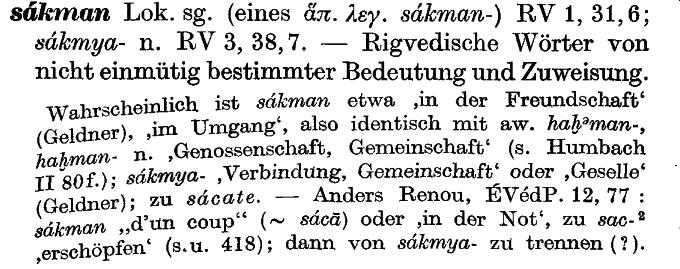 sákman Lok. sg. (eines ἅπ. λεγ. sákman-) RV 1, 31,6;
sákmya- n. RV 3, 38,7. — Rigvedische Wörter von
nicht einmütig bestimmter Bedeutung und Zuweisung.
Wahrscheinlich ist sákman etwa ‚in der Freundschaft‘
(Geldner), ‚im Umgang‘, also identisch mit aw. haḫᵊman-,
haḫman- n. ‚Genossenschaft, Gemeinschaft‘ (s. Humbach
II 80f.); sákmya- ‚Verbindung, Gemeinschaft‘ oder ‚Geselle‘
(Geldner); zu sácate. — Anders Renou, ÉVédP. 12, 77 :
sákman „d'un coup“ (~ sácā) oder ‚in der Not‘, zu sac-²
‚erschöpfen‘ (s.u. 418); dann von sákmya- zu trennen (?).